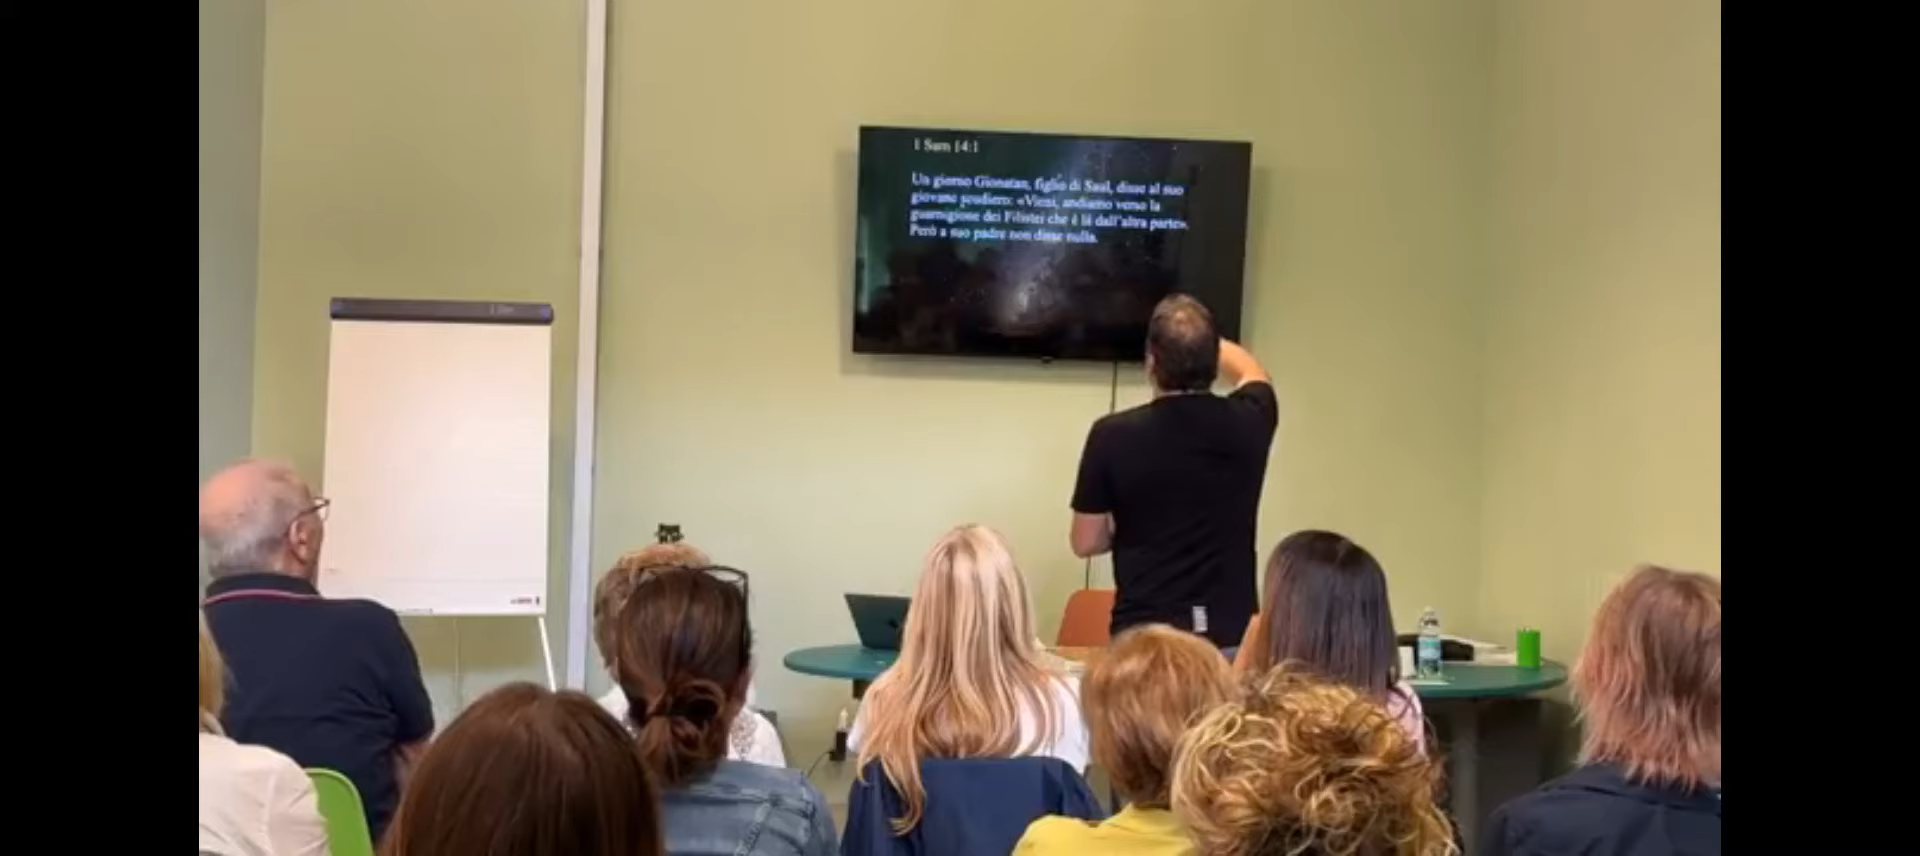 1 Sam 14:1
Un giorno Gionatan, figlio di Saul, disse al suo
giovane scudiero: «Vieni, andiamo verso la
guarnigione dei Filistei che è là dall'altra parte».
Però a suo padre non disse nulla.